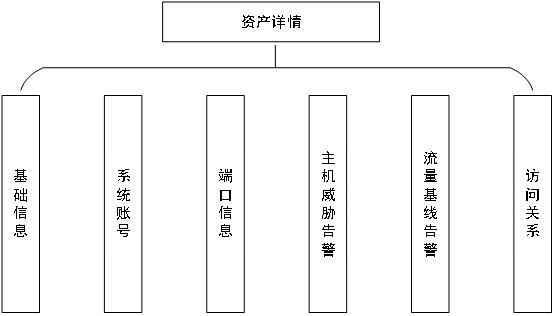 资产详情
基础信息
系统账号
端口信息
主机威胁告警
流量基线告警
访问关系